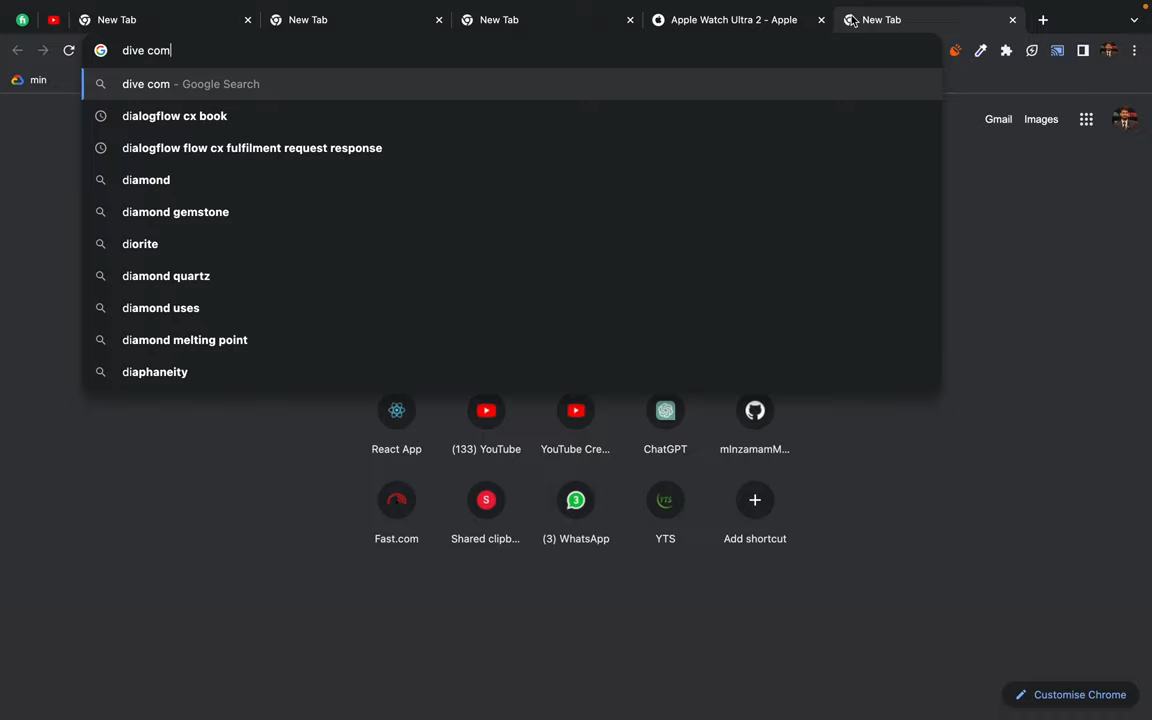 New Tab
New Tab
New Tab
Apple Watch Ultra 2 - Apple
New Tab
dive com
min
dive com - Google Search
dialogflow cx book
dialogflow flow cx fulfilment request response
diamond
diamond gemstone
diorite
diamond quartz
diamond uses
diamond melting point
diaphaneity
Gmail Images
React App
(133) YouTube
YouTube Cre...
ChatGPT
mInzamamM...
S
3
YTS
Fast.com
Shared clipb...
(3) WhatsApp
YTS
Add shortcut
Customise Chrome